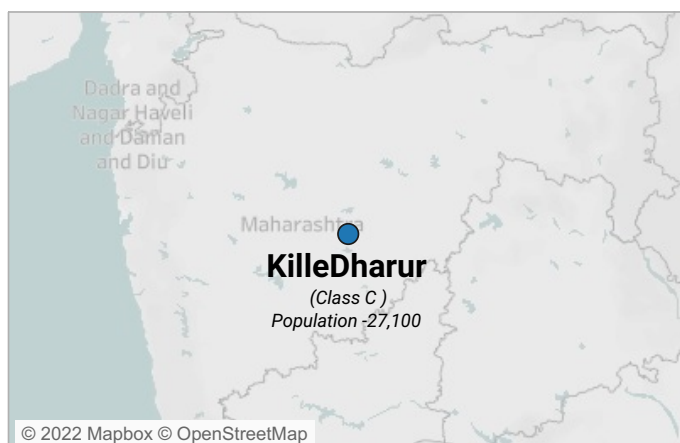 Dadra and
Nagar Haveli
and Daman
and Diu
Maharashtra
KilleDharur
(Class C )
Population -27,100
© 2022 Mapbox © OpenStreetMap